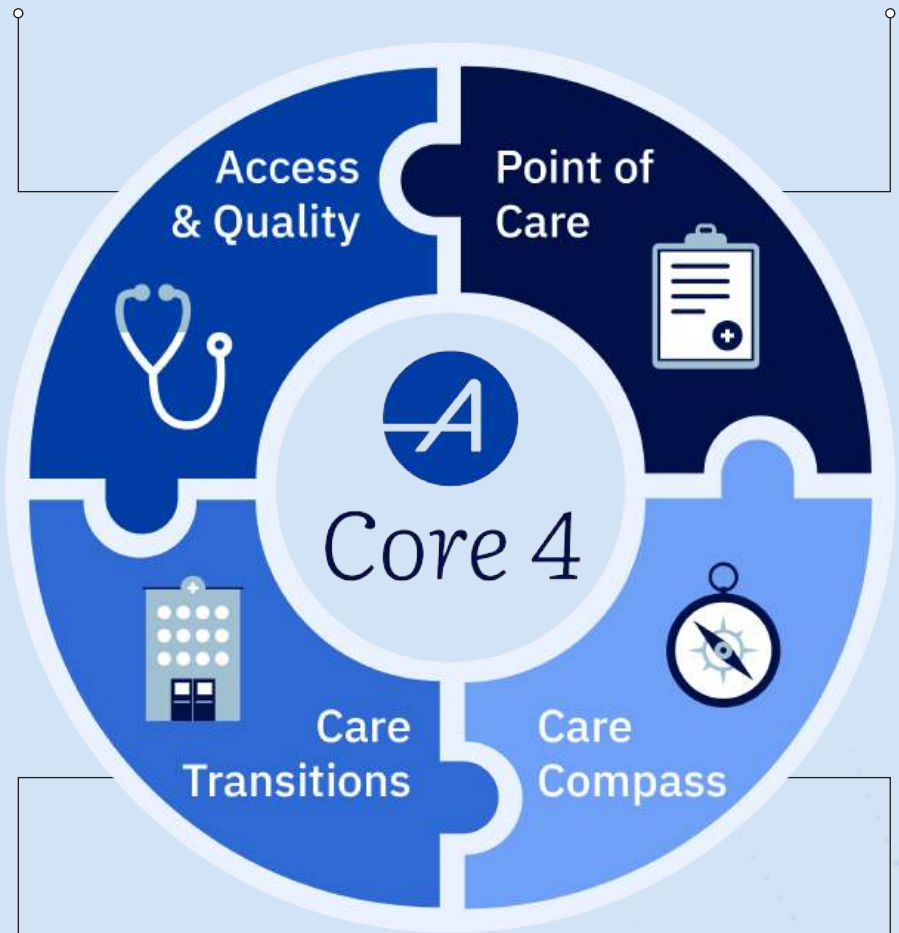 Access
& Quality
Point of
Care
A
Core 4
Care
Transitions
Care
Compass